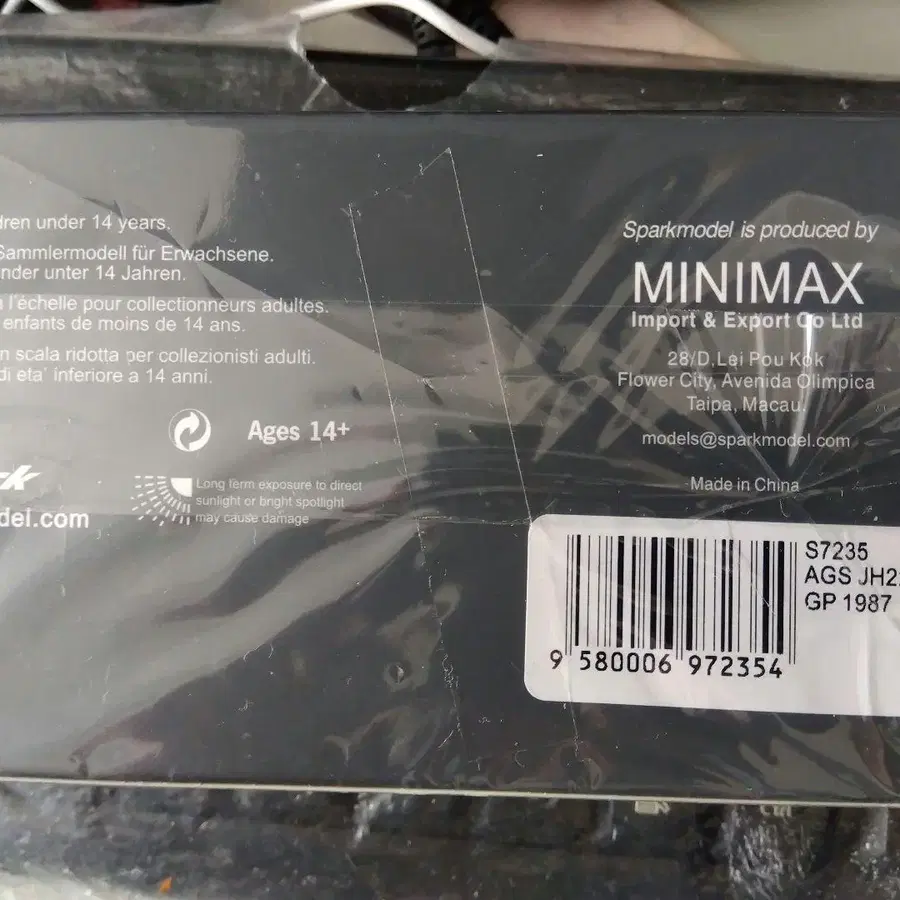 dren under 14 years.
Sammlermodell für Erwachsene.
nder unter 14 Jahren.
l'échelle pour collectionneurs adultes.
enfants de moins de 14 ans.
n scala ridotta per collezionisti adulti.
di eta' inferiore a 14 anni.
Ages 14+
rk
del.com
Long term exposure to direct
sunlight or bright spotlight
may cause damage
Sparkmodel is produced by
MINIMAX
Import & Export Co Ltd
28/D,Lei Pou Kok
Flower City, Avenida Olimpica
Taipa, Macau.
models@sparkmodel.com
Made in China
S7235
AGS JH2
GP 1987
9 580006 972354